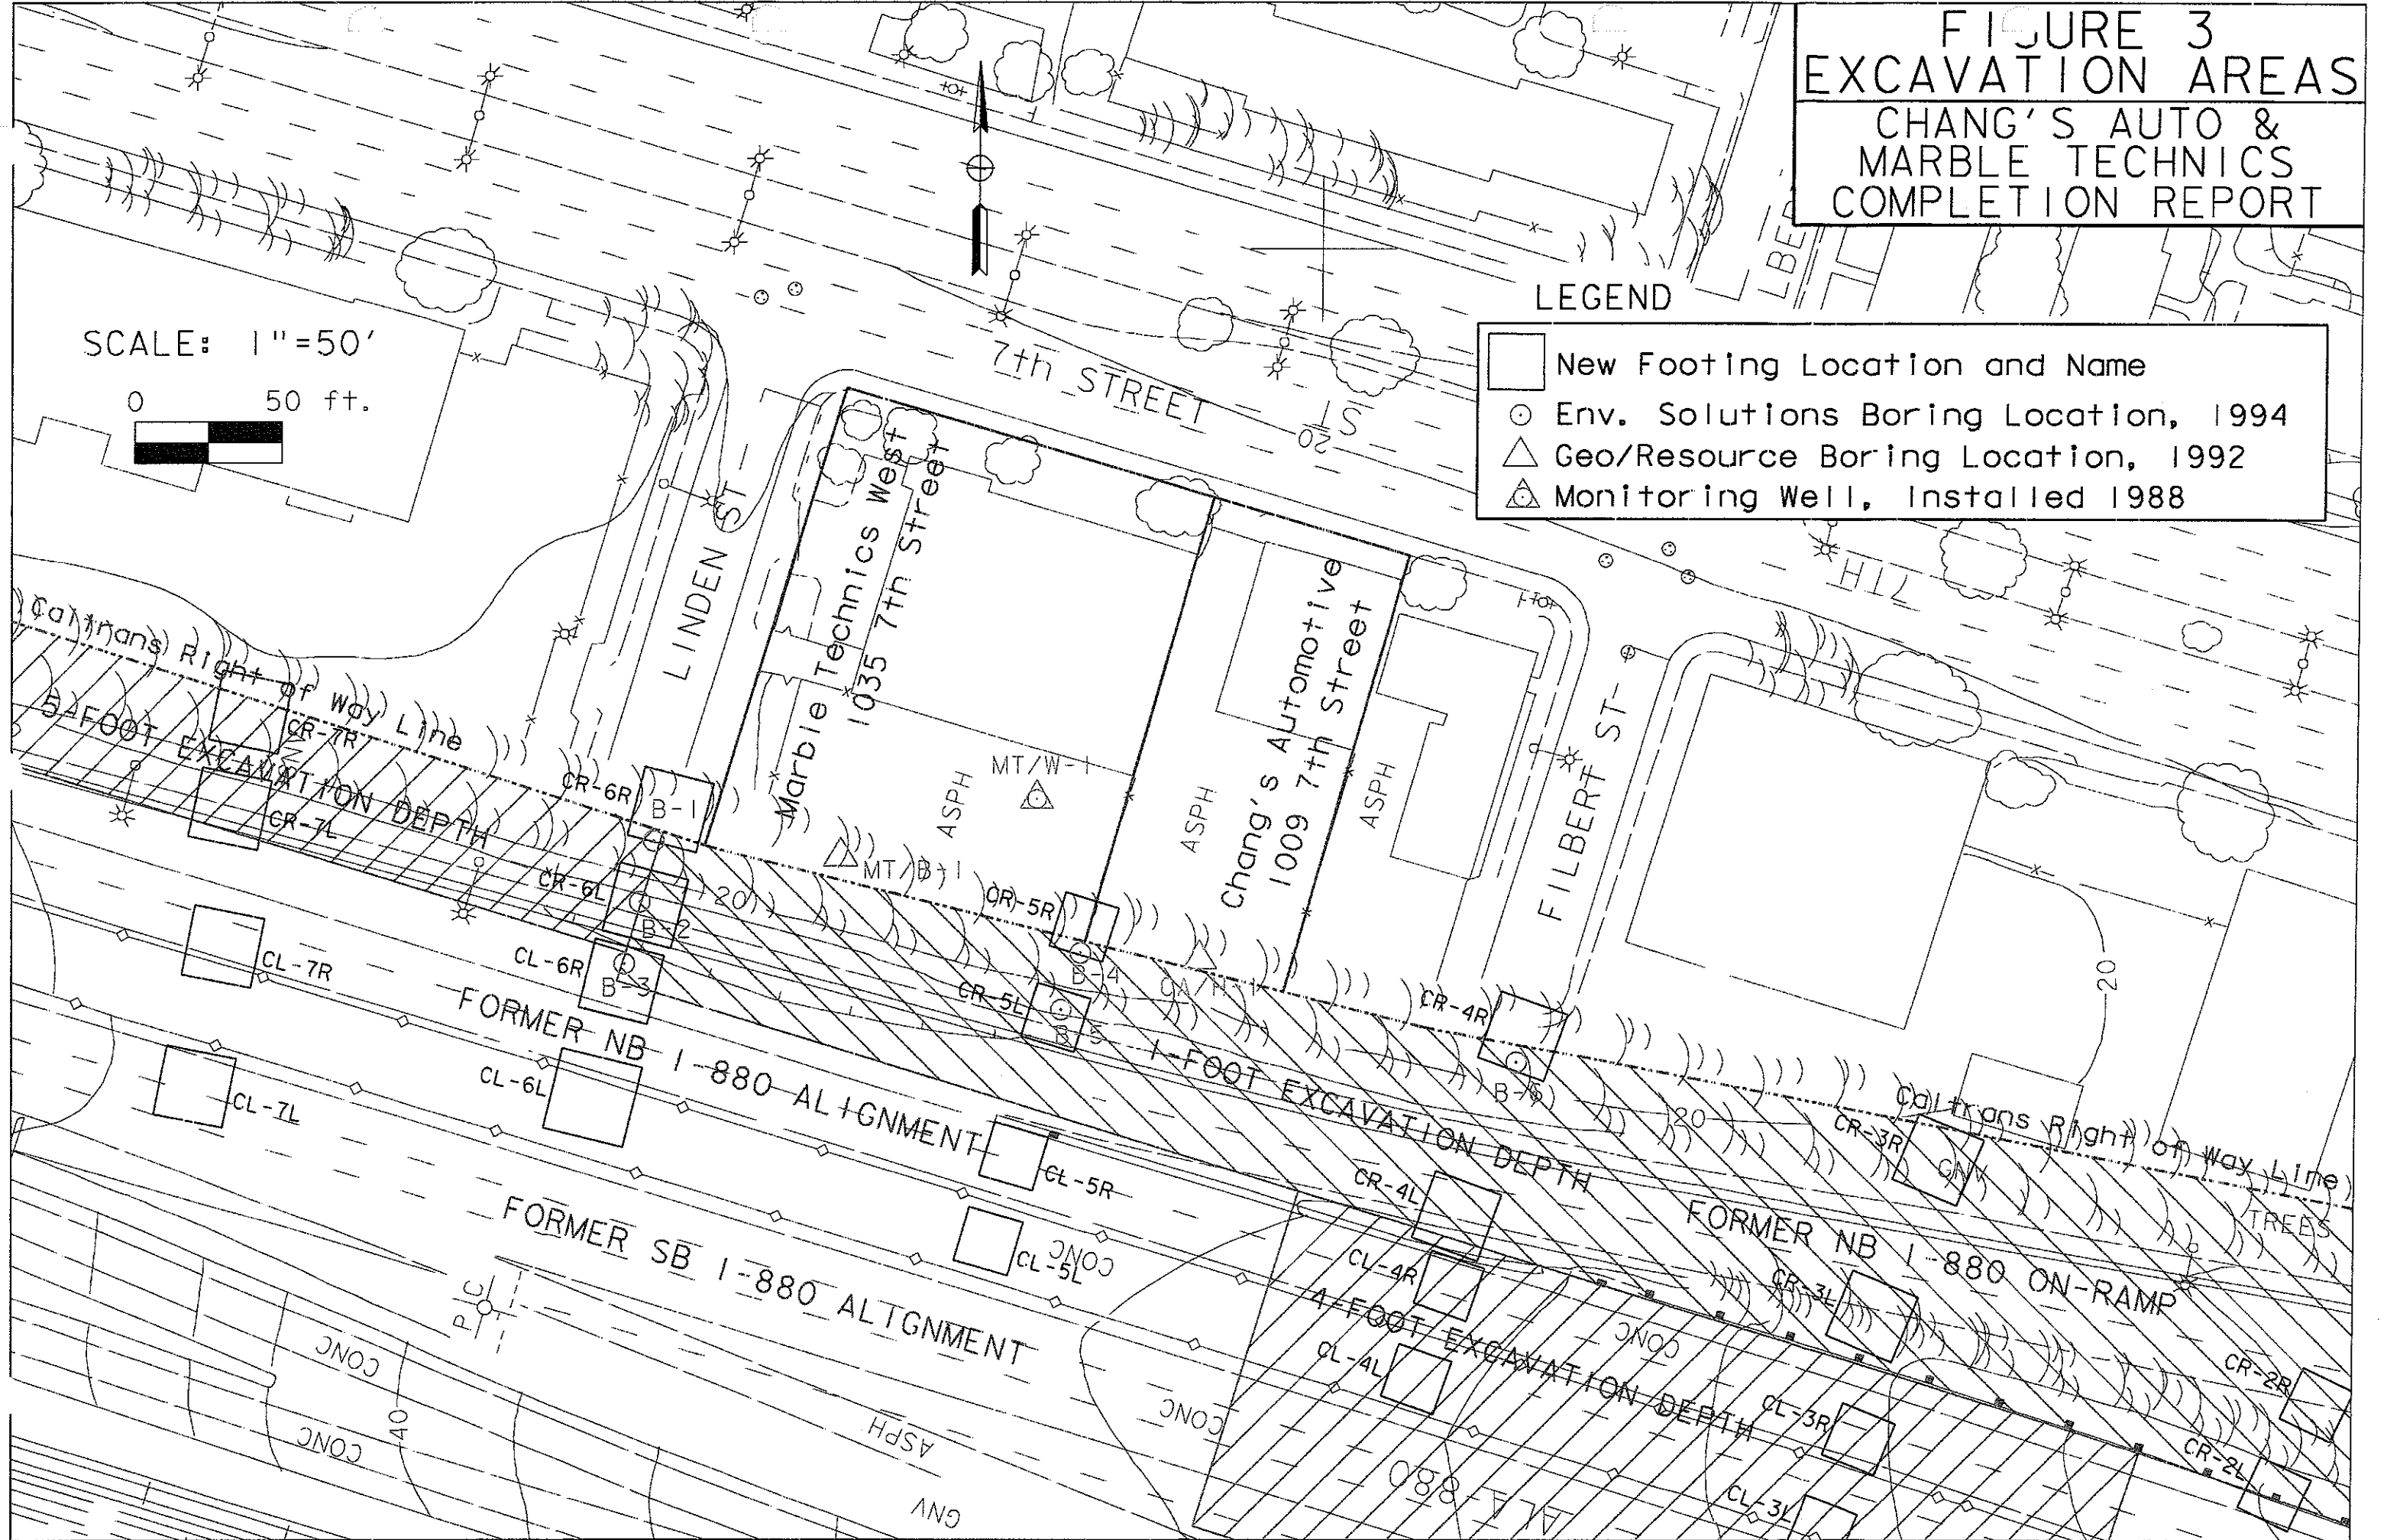 FIGURE 3
EXCAVATION AREAS
CHANG'S AUTO &
MARBLE TECHNICS
COMPLETION REPORT
LEGEND
New Footing Location and Name
Env. Solutions Boring Location, 1994
Geo/Resource Boring Location, 1992
Monitoring Well, Installed 1988
SCALE: 1"=50'
0 50 ft.
7th STREET
ST
20
7TH
LINDEN
ST
Marble Technics West
1035 7th Street
Chang's Automotive
1009 7th Street
FILBERT ST
ASPH
ASPH
ASPH
MT/W-1
MT/B-1
Caltrans Right of Way Line
5-FOOT EXCAVATION DEPTH
CR-7R
CR-7L
CR-6R
B-1
CR-6L
B-2
20
CL-6R
B-3
CL-7R
CR-5R
B-4
CR-5L
B-5
CR-4R
B-6
20
20
1-FOOT EXCAVATION DEPTH
Caltrans Right of Way Line
CR-3R
GNV
TREES
FORMER NB I-880 ALIGNMENT
CL-7L
CL-6L
CL-5R
CL-5L
CONC
CR-4L
CL-4R
FORMER NB I-880 ON-RAMP
CR-3L
FORMER SB I-880 ALIGNMENT
P C
4-FOOT EXCAVATION DEPTH
CONC
CL-4L
CL-3R
CR-2R
CR-2L
CL-3L
CONC
CONC
40
ASPH
CONC
GNV
880